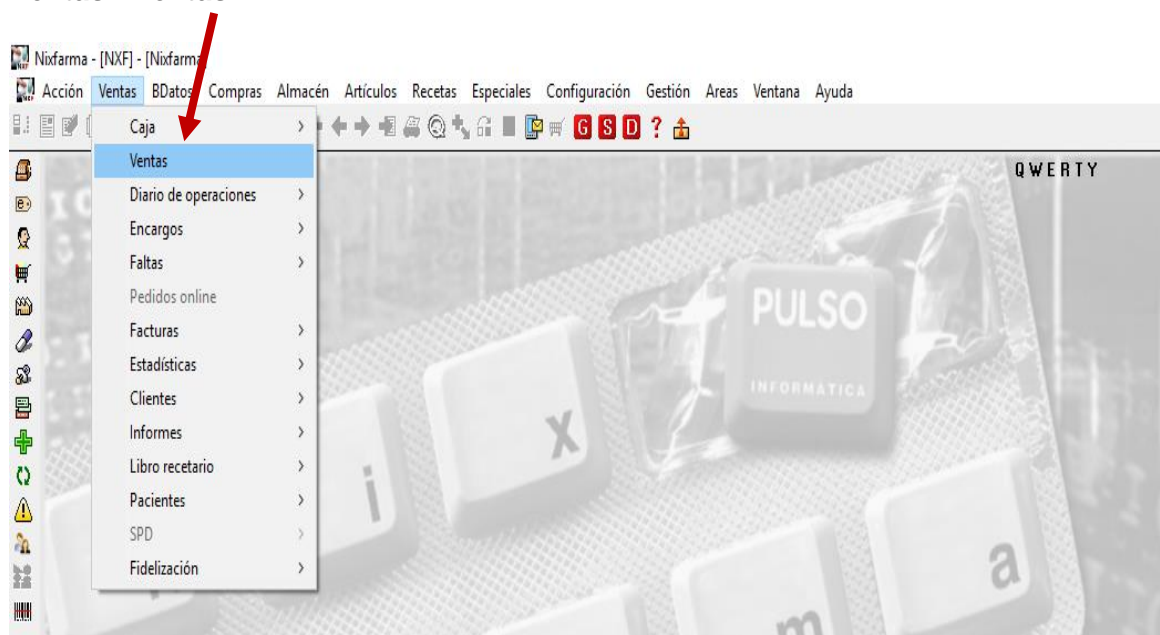 Nixfarma - [NXF] - [Nixfarma
Acción Ventas BDatos Compras Almacén Artículos Recetas Especiales Configuración Gestión Areas Ventana Ayuda
G S D ?
Caja
Ventas
QWERTY
Diario de operaciones
Encargos
Faltas
Pedidos online
PULSO
Facturas
Estadísticas
INFORMÁTICA
Clientes
Informes
x
Libro recetario
i
Pacientes
SPD
Fidelización
a
m